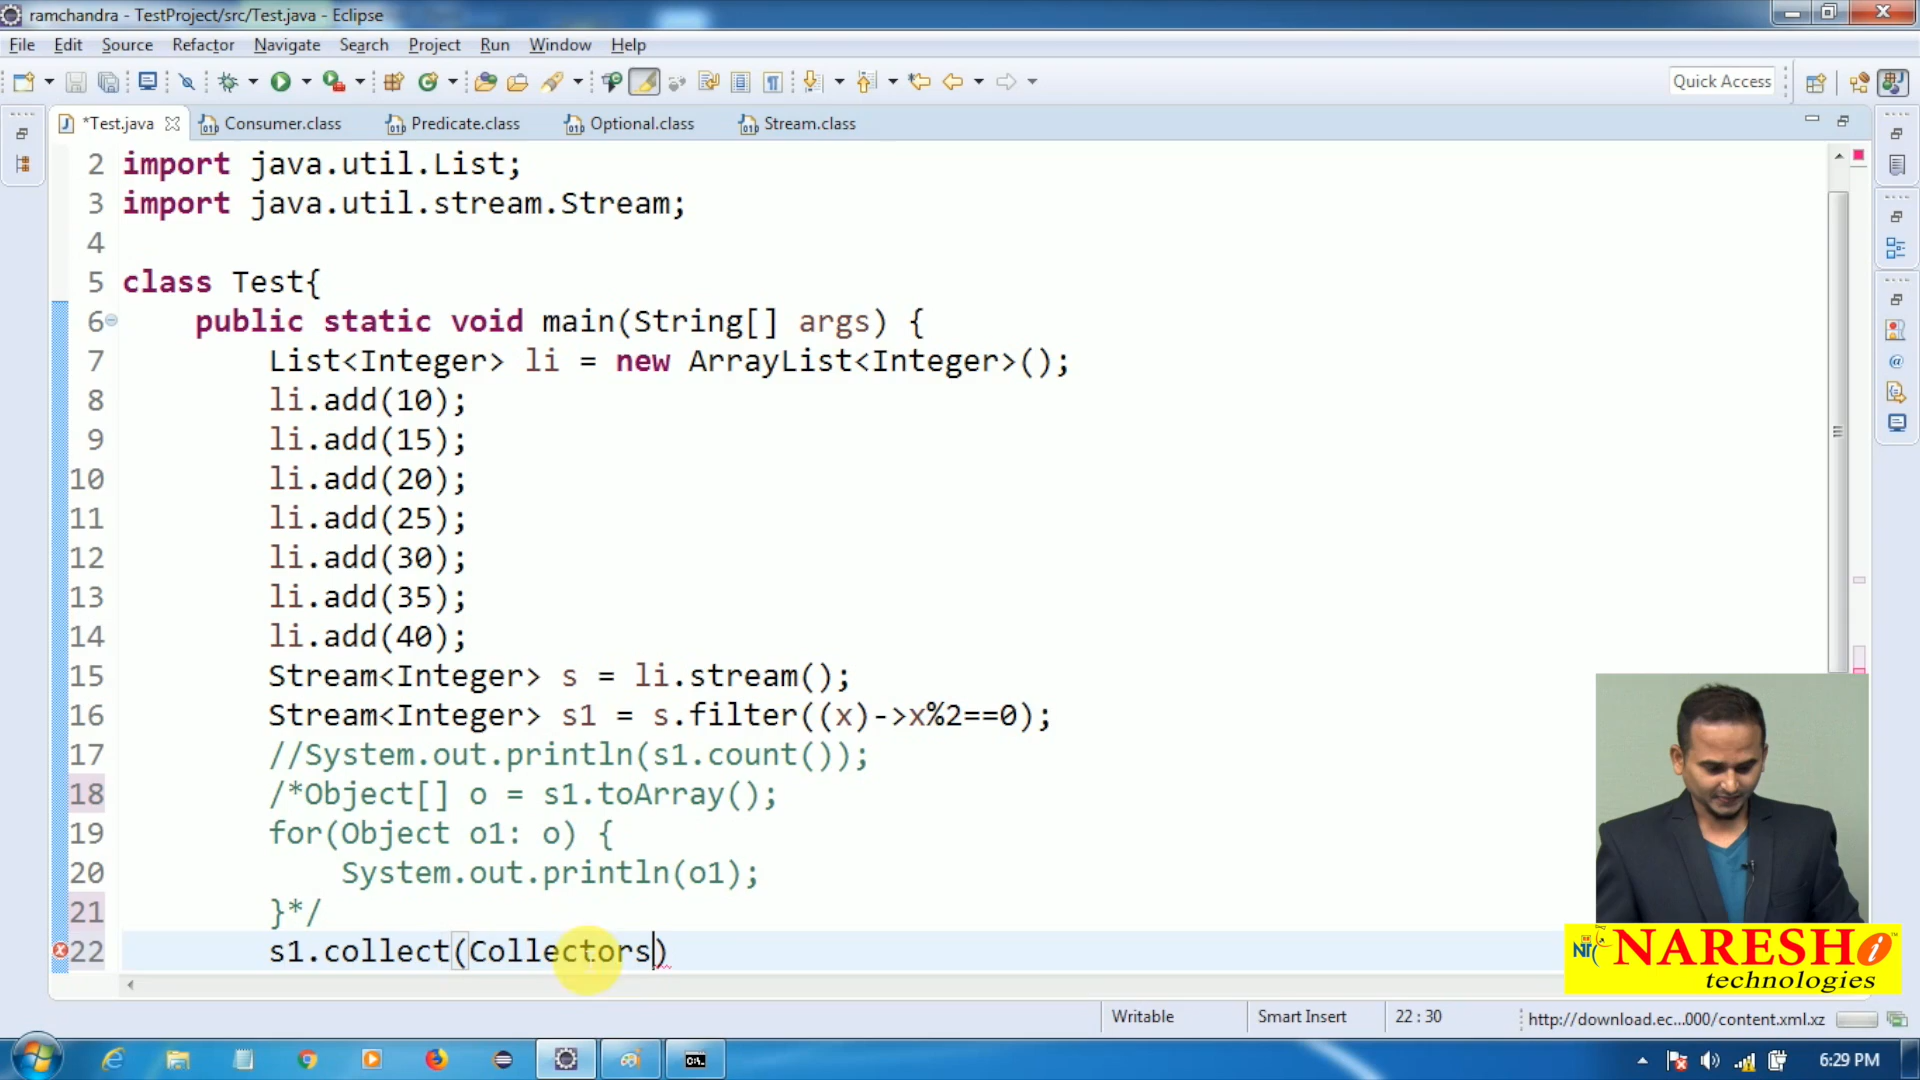 ramchandra - TestProject/src/Test.java - Eclipse
File Edit Source Refactor Navigate Search Project Run Window Help
Quick Access
*Test.java Consumer.class Predicate.class Optional.class Stream.class
2 import java.util.List;
3 import java.util.stream.Stream;
4
5 class Test{
6 public static void main(String[] args) {
7 List<Integer> li = new ArrayList<Integer>();
8 li.add(10);
9 li.add(15);
10 li.add(20);
11 li.add(25);
12 li.add(30);
13 li.add(35);
14 li.add(40);
15 Stream<Integer> s = li.stream();
16 Stream<Integer> s1 = s.filter((x)->x%2==0);
17 //System.out.println(s1.count());
18 /*Object[] o = s1.toArray();
19 for(Object o1: o) {
20 System.out.println(o1);
21 }*/
22 s1.collect(Collectors)
NARESH i
technologies
Writable Smart Insert 22 : 30 http://download.ec...000/content.xml.xz
6:29 PM